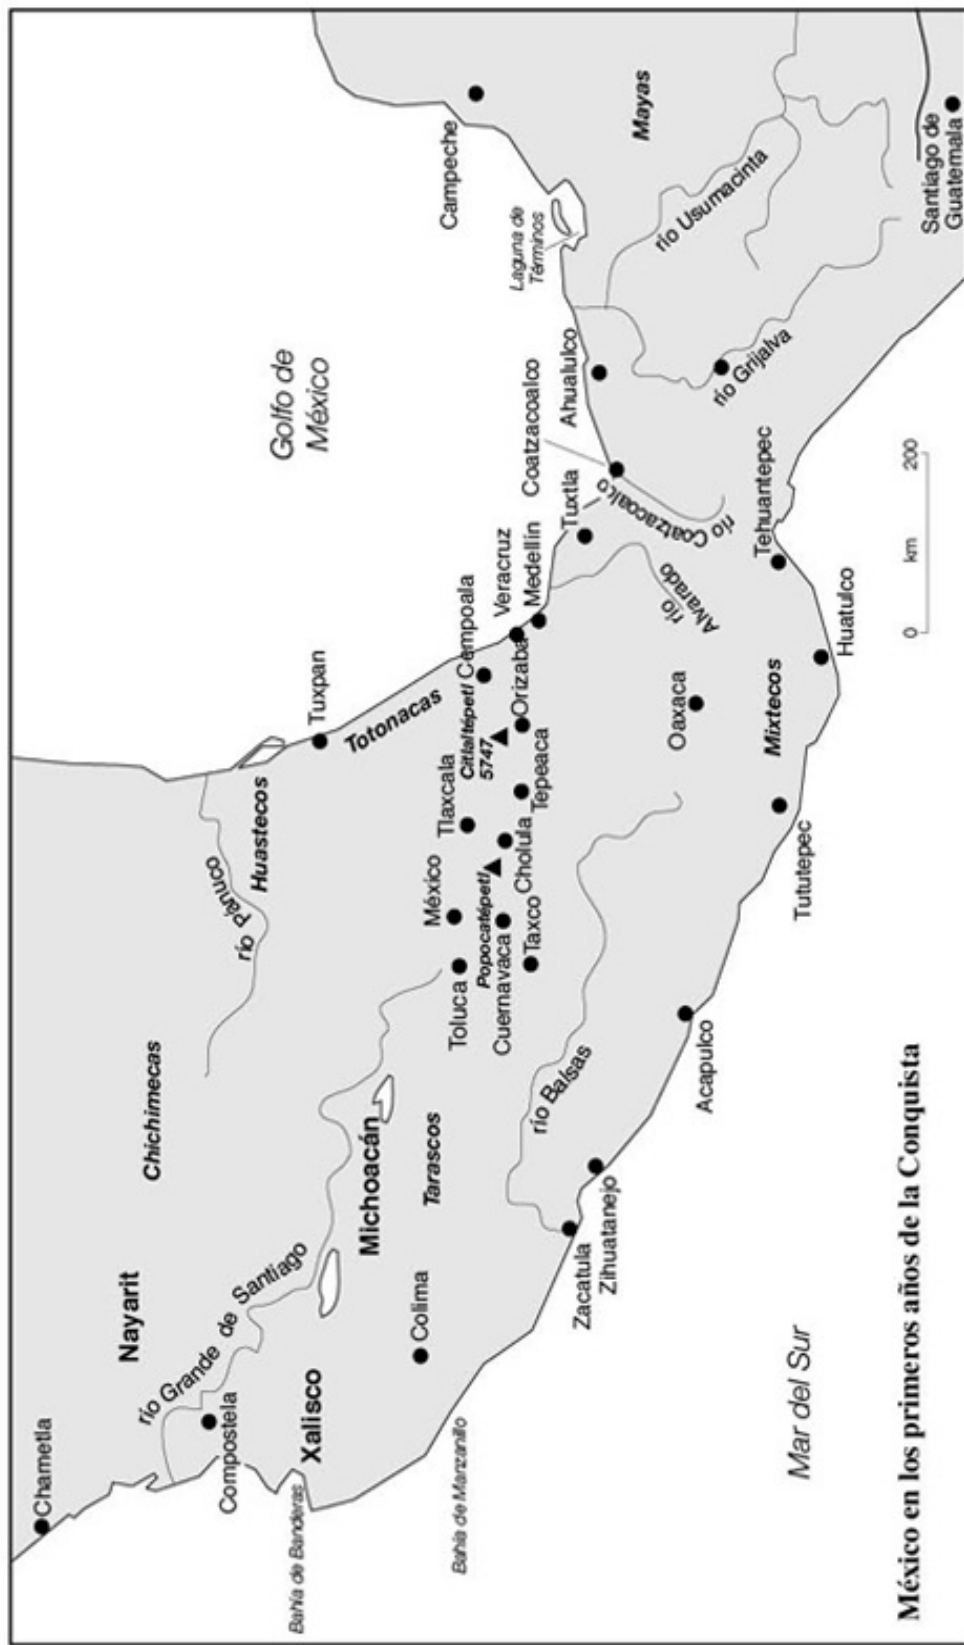 Chametla
Nayarit
Chichimecas
río Grande de Santiago
Compostela
Xalisco
Bahía de Banderas
Bahía de Manzanillo
Colima
Michoacán
Tarascos
río Pánuco
Huastecos
Tuxpan
Totonacas
Golfo de
México
Toluca
México
Tlaxcala
Popocatépetl
Cuernavaca
Taxco
Cholula
Tepeaca
Citlaltépetl
5747
Cempoala
Orizaba
Veracruz
Medellín
Tuxtla
Coatzacoalco
Ahualulco
Laguna de
Términos
Campeche
Mayas
río Usumacinta
río Grijalva
río Coatzacoalco
río
Alvarado
río Balsas
Zacatula
Zihuatanejo
Acapulco
Oaxaca
Mixtecos
Tututepec
Huatulco
Tehuantepec
Santiago de
Guatemala
Mar del Sur
0 km 200
México en los primeros años de la Conquista